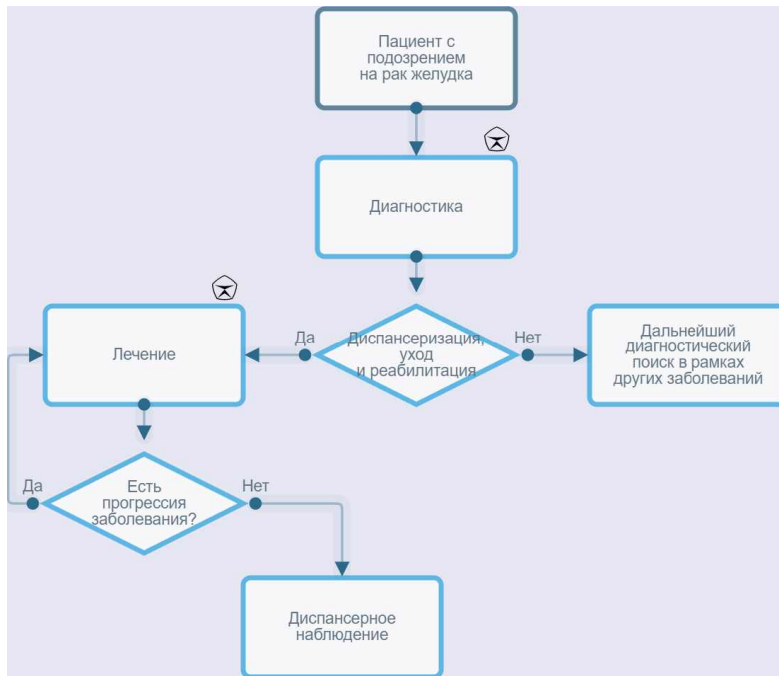 Пациент с
подозрением
на рак желудка
Диагностика
Да
Диспансеризация,
уход
и реабилитация
Нет
Лечение
Дальнейший
диагностический
поиск в рамках
других заболеваний
Да
Есть
прогрессия
заболевания?
Нет
Диспансерное
наблюдение